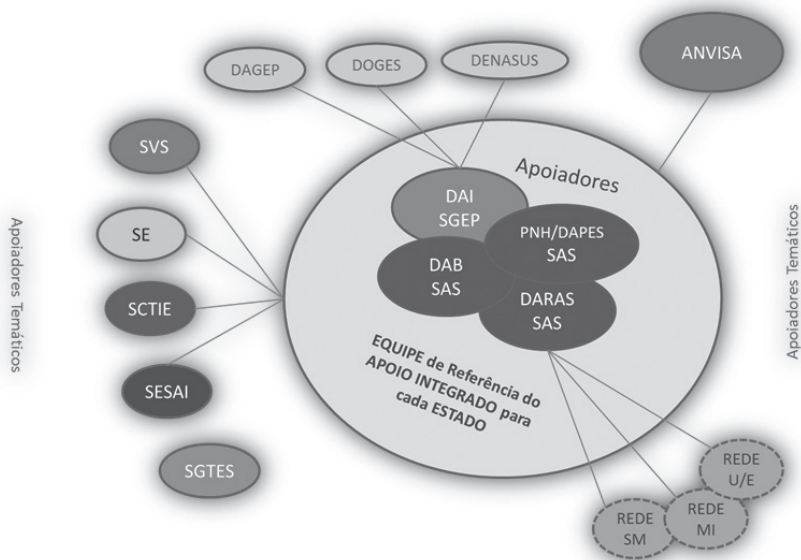 DAGEP
DOGES
DENASUS
ANVISA
SVS
SE
SCTIE
SESAI
SGTES
Apoiadores Temáticos
Apoiadores
DAI
SGEP
PNH/DAPES
SAS
DAB
SAS
DARAS
SAS
EQUIPE de Referência do
APOIO INTEGRADO para
cada ESTADO
Apoiadores Temáticos
REDE
U/E
REDE
MI
REDE
SM